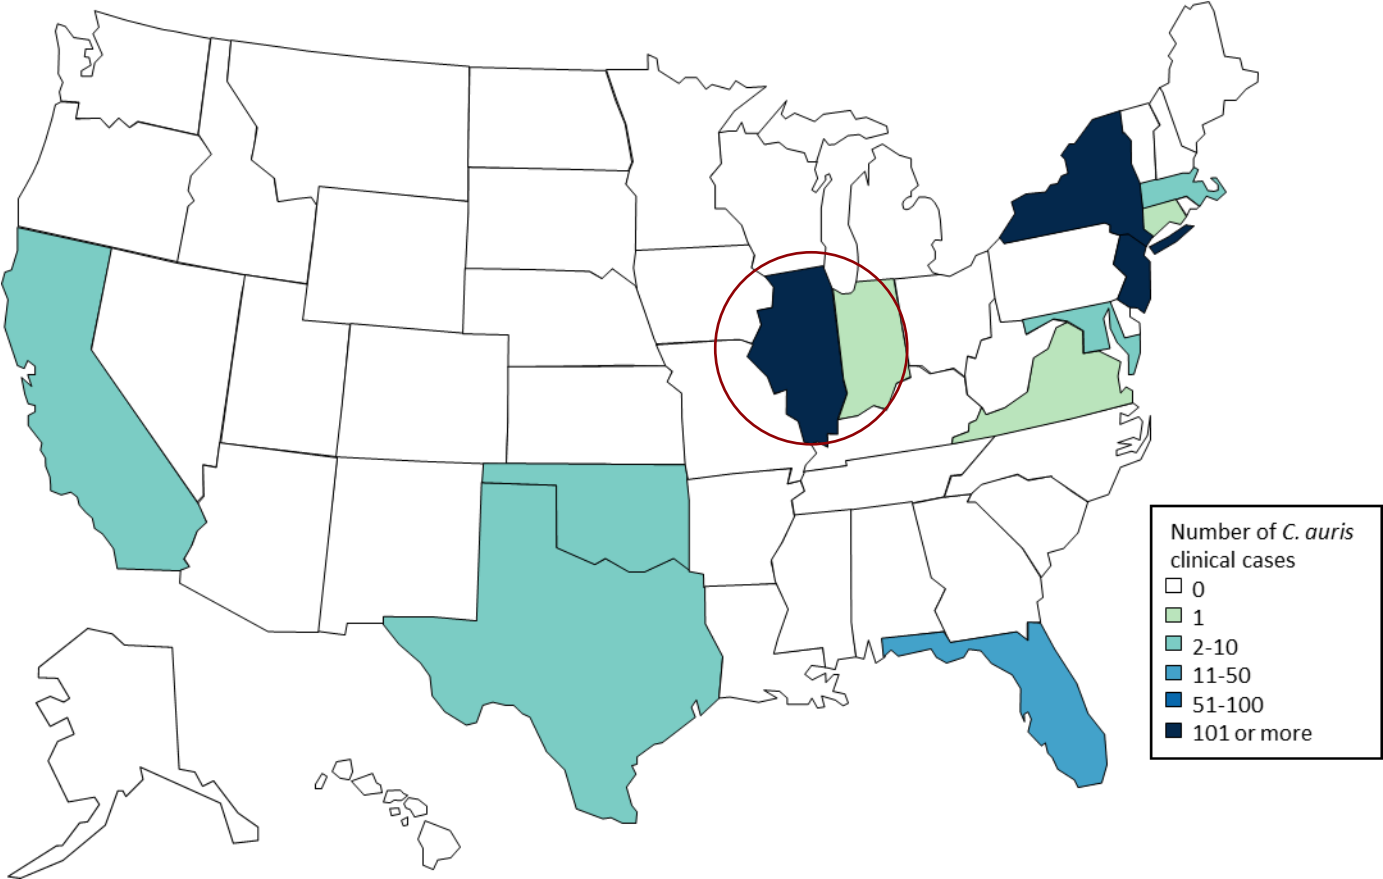 Number of C. auris
clinical cases
0
1
2-10
11-50
51-100
101 or more